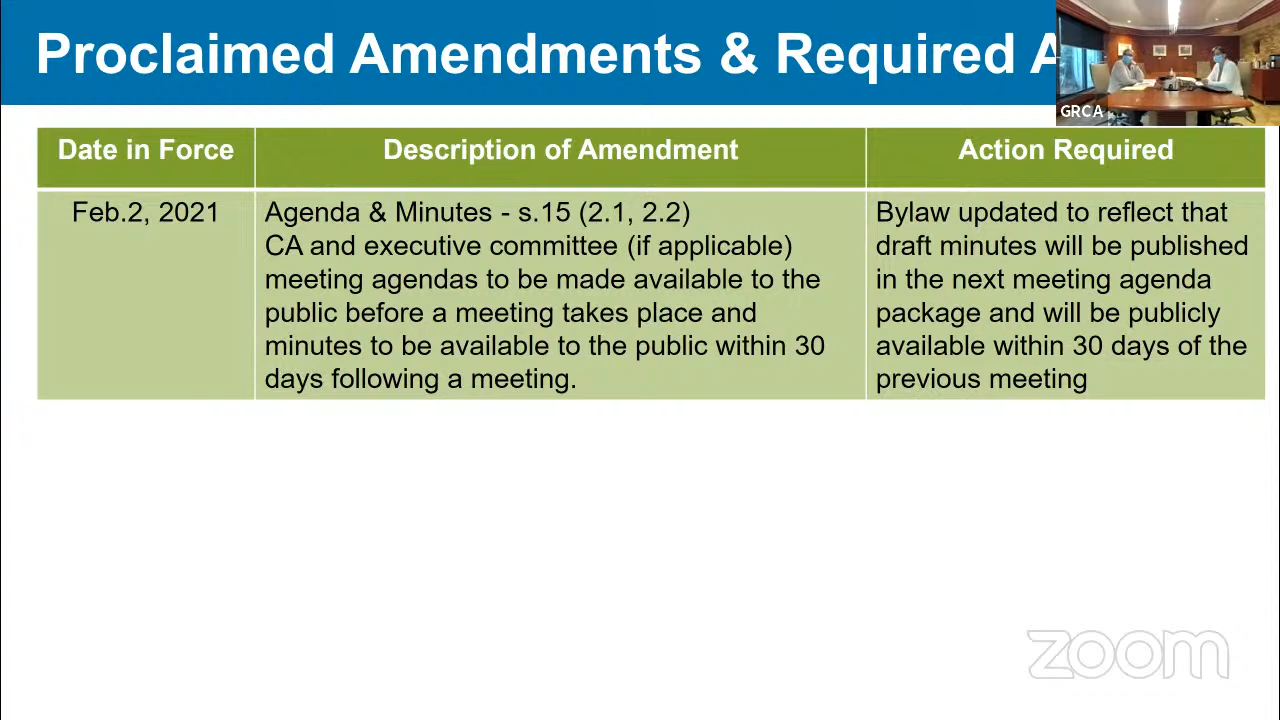 Proclaimed Amendments & Required A
GRCA
Date in Force
Description of Amendment
Action Required
Feb.2, 2021
Agenda & Minutes - s.15 (2.1, 2.2)
CA and executive committee (if applicable)
meeting agendas to be made available to the
public before a meeting takes place and
minutes to be available to the public within 30
days following a meeting.
Bylaw updated to reflect that
draft minutes will be published
in the next meeting agenda
package and will be publicly
available within 30 days of the
previous meeting
zoom